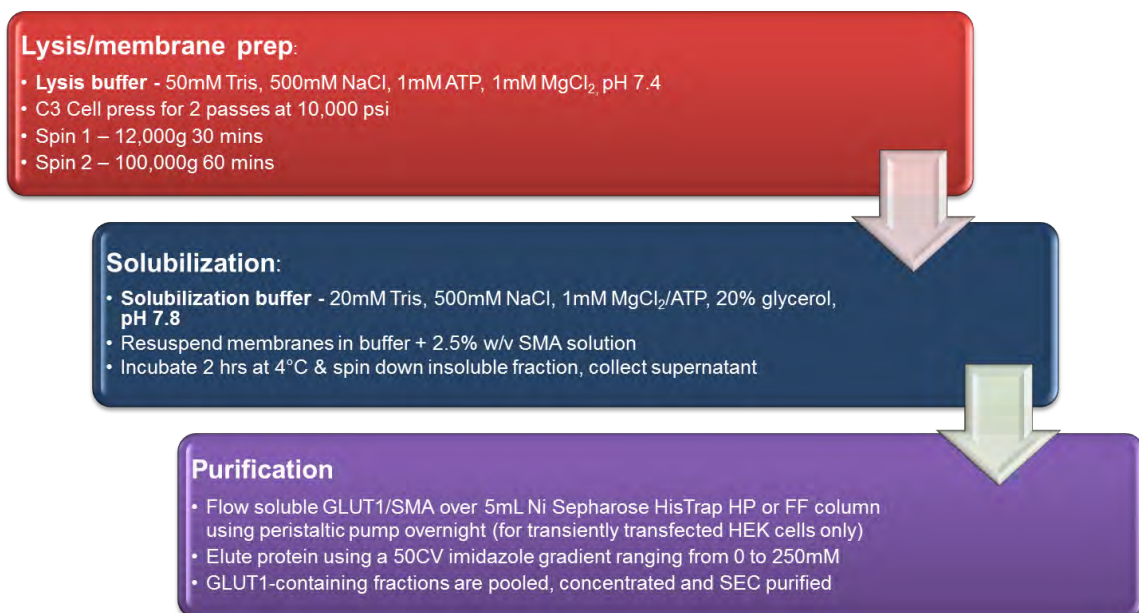 Lysis/membrane prep:
• Lysis buffer - 50mM Tris, 500mM NaCl, 1mM ATP, 1mM MgCl2, pH 7.4
• C3 Cell press for 2 passes at 10,000 psi
• Spin 1 – 12,000g 30 mins
• Spin 2 – 100,000g 60 mins
Solubilization:
• Solubilization buffer - 20mM Tris, 500mM NaCl, 1mM MgCl2/ATP, 20% glycerol,
pH 7.8
• Resuspend membranes in buffer + 2.5% w/v SMA solution
• Incubate 2 hrs at 4°C & spin down insoluble fraction, collect supernatant
Purification
• Flow soluble GLUT1/SMA over 5mL Ni Sepharose HisTrap HP or FF column
using peristaltic pump overnight (for transiently transfected HEK cells only)
• Elute protein using a 50CV imidazole gradient ranging from 0 to 250mM
• GLUT1-containing fractions are pooled, concentrated and SEC purified